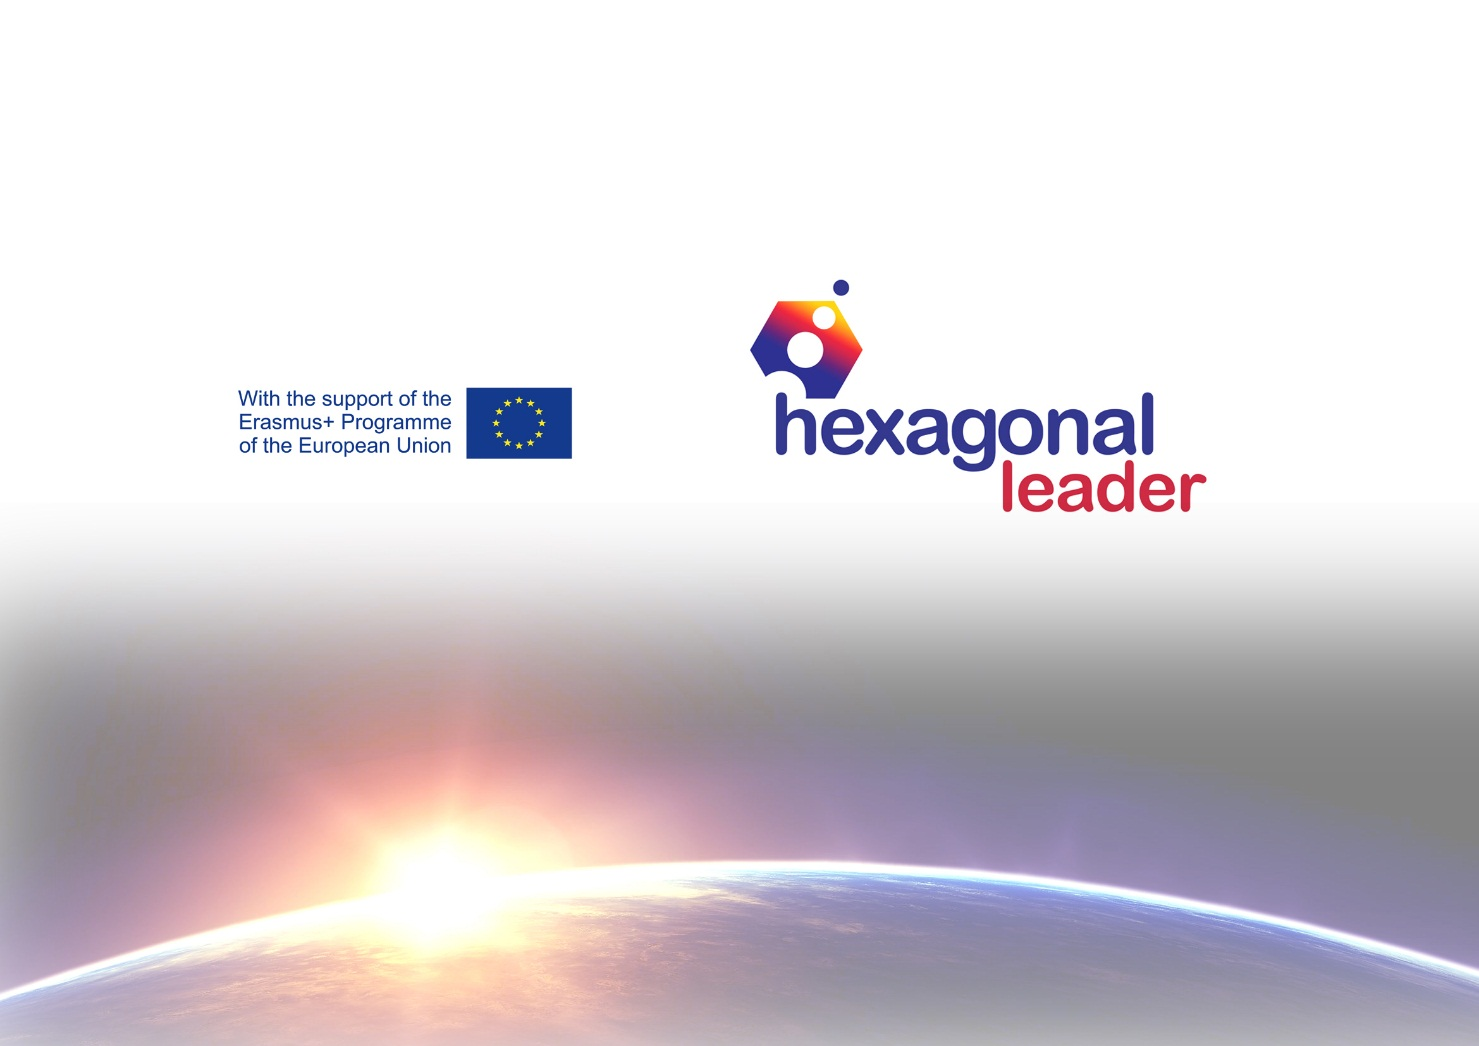 With the support of the
Erasmus+ Programme
of the European Union
hexagonal
leader